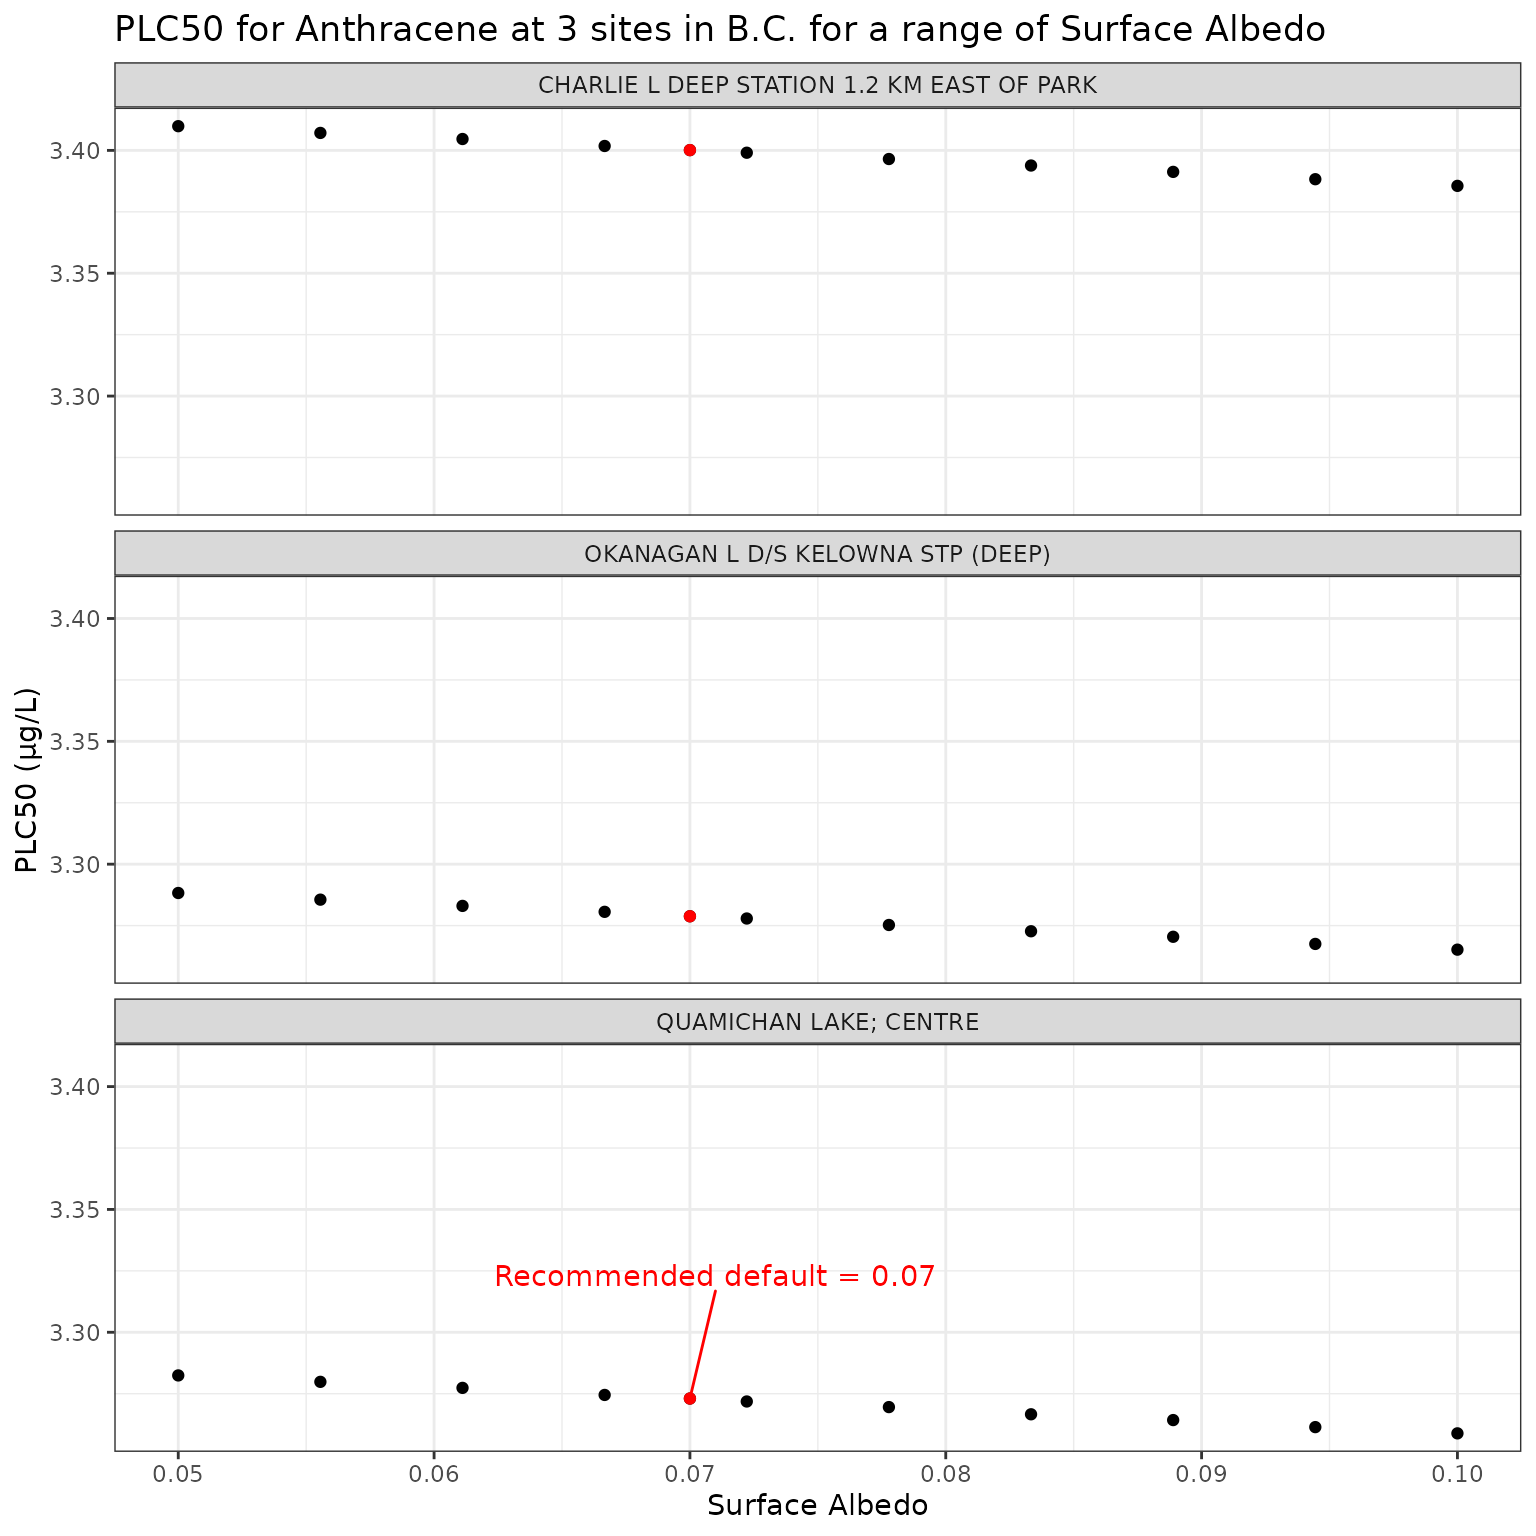 PLC50 for Anthracene at 3 sites in B.C. for a range of Surface Albedo
CHARLIE L DEEP STATION 1.2 KM EAST OF PARK
3.40
3.35
3.30
OKANAGAN L D/S KELOWNA STP (DEEP)
3.40
3.35
3.30
PLC50 (µg/L)
QUAMICHAN LAKE; CENTRE
3.40
3.35
3.30
Recommended default = 0.07
0.05 0.06 0.07 0.08 0.09 0.10
Surface Albedo